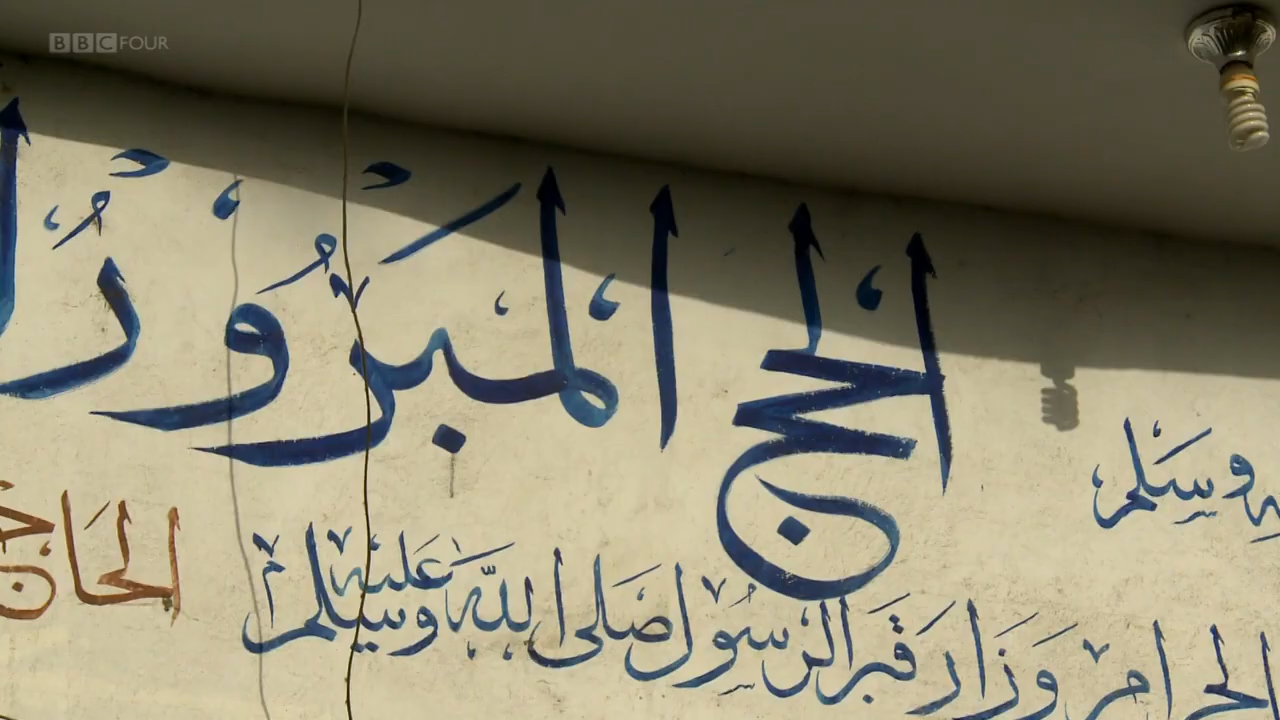 BBC FOUR
الحج المبرور
ه وسلم
الحاج
الحرام وزار قبر الرسول صلى الله عليه وسلم